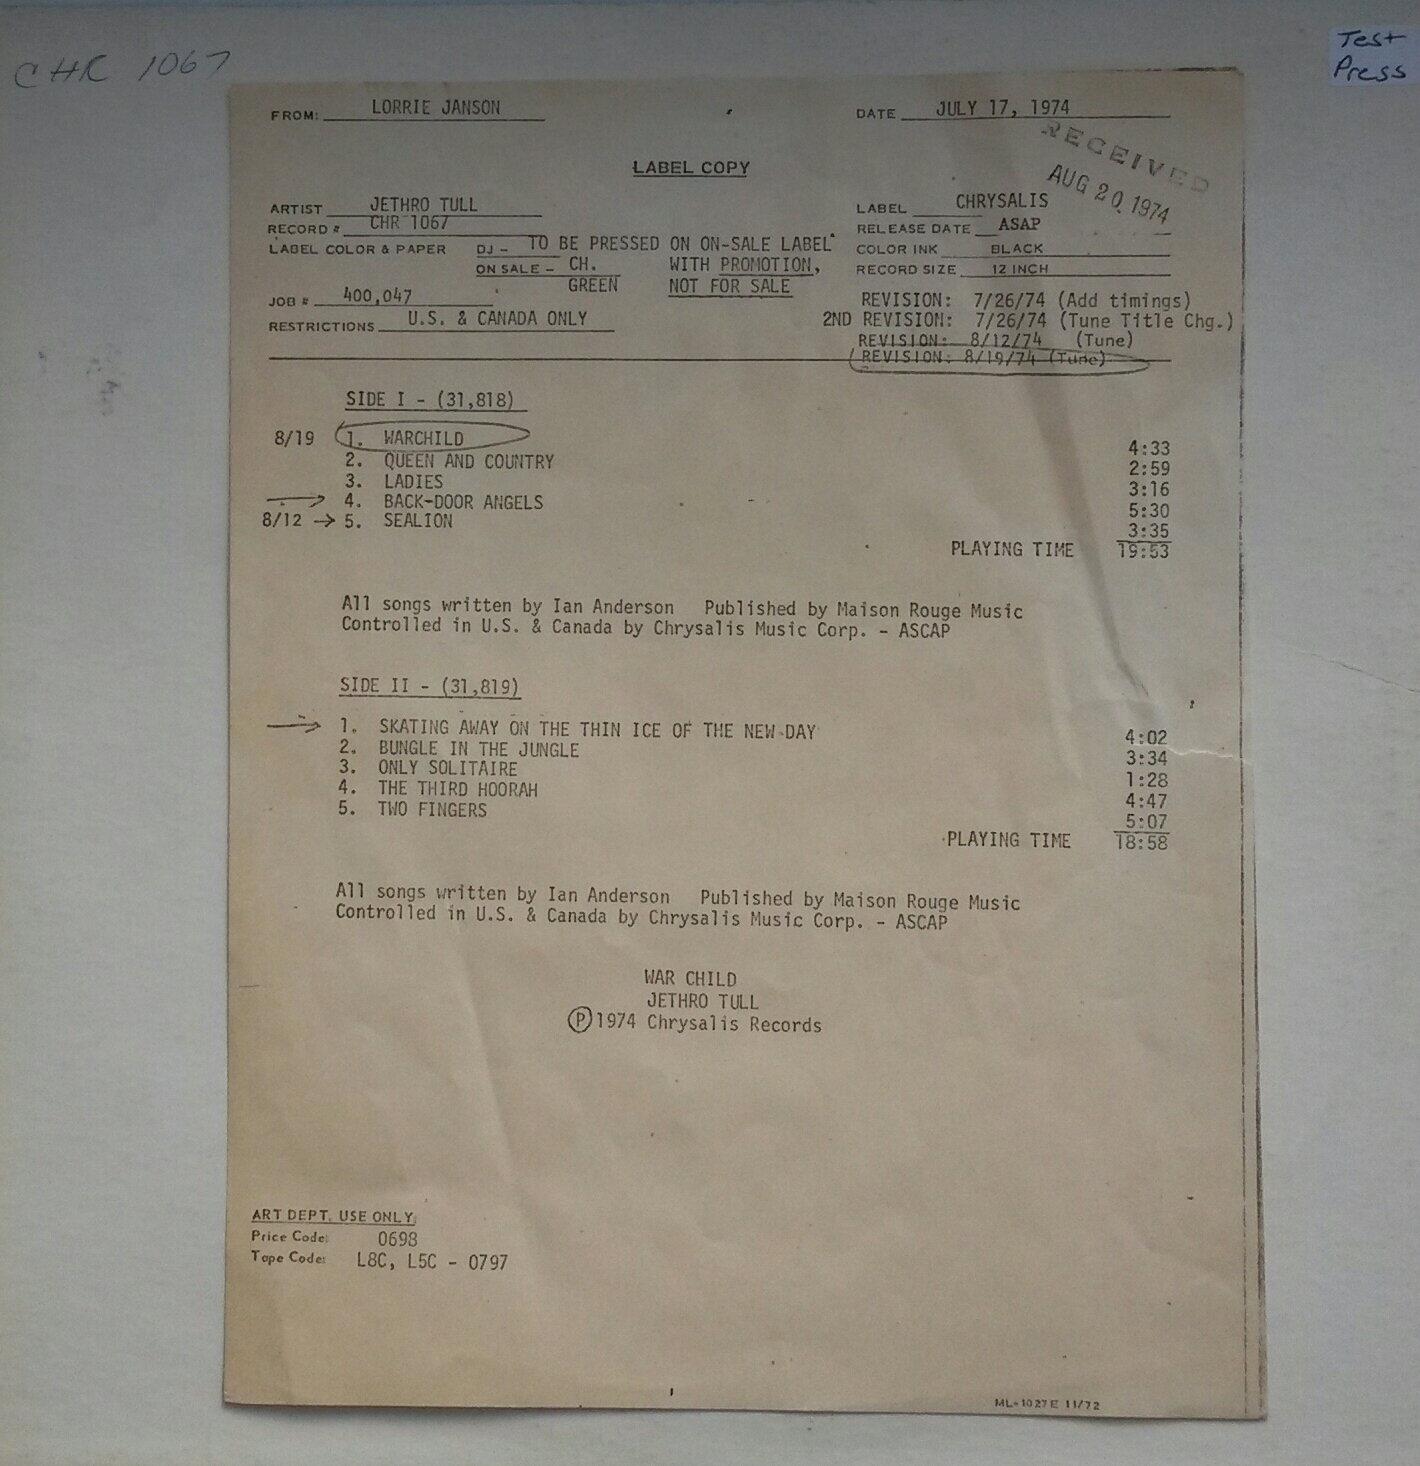 CHR 1067
Test
Press
FROM: LORRIE JANSON DATE JULY 17, 1974
RECEIVED
AUG 20 1974
LABEL COPY
ARTIST JETHRO TULL LABEL CHRYSALIS
RECORD # CHR 1067 RELEASE DATE ASAP
LABEL COLOR & PAPER DJ - TO BE PRESSED ON ON-SALE LABEL COLOR INK BLACK
ON SALE - CH. WITH PROMOTION, RECORD SIZE 12 INCH
GREEN NOT FOR SALE
JOB # 400,047 REVISION: 7/26/74 (Add timings)
RESTRICTIONS U.S. & CANADA ONLY 2ND REVISION: 7/26/74 (Tune Title Chg.)
REVISION: 8/12/74 (Tune)
REVISION: 8/19/74 (Tune)
SIDE I - (31,818)
8/19 1. WARCHILD 4:33
2. QUEEN AND COUNTRY 2:59
3. LADIES 3:16
4. BACK-DOOR ANGELS 5:30
8/12 → 5. SEALION 3:35
PLAYING TIME 19:53
All songs written by Ian Anderson Published by Maison Rouge Music
Controlled in U.S. & Canada by Chrysalis Music Corp. - ASCAP
SIDE II - (31,819)
1. SKATING AWAY ON THE THIN ICE OF THE NEW DAY 4:02
2. BUNGLE IN THE JUNGLE 3:34
3. ONLY SOLITAIRE 1:28
4. THE THIRD HOORAH 4:47
5. TWO FINGERS 5:07
PLAYING TIME 18:58
All songs written by Ian Anderson Published by Maison Rouge Music
Controlled in U.S. & Canada by Chrysalis Music Corp. - ASCAP
WAR CHILD
JETHRO TULL
Ⓟ1974 Chrysalis Records
ART DEPT. USE ONLY
Price Code: 0698
Tape Code: L8C, L5C - 0797
ML-1027E 11/72